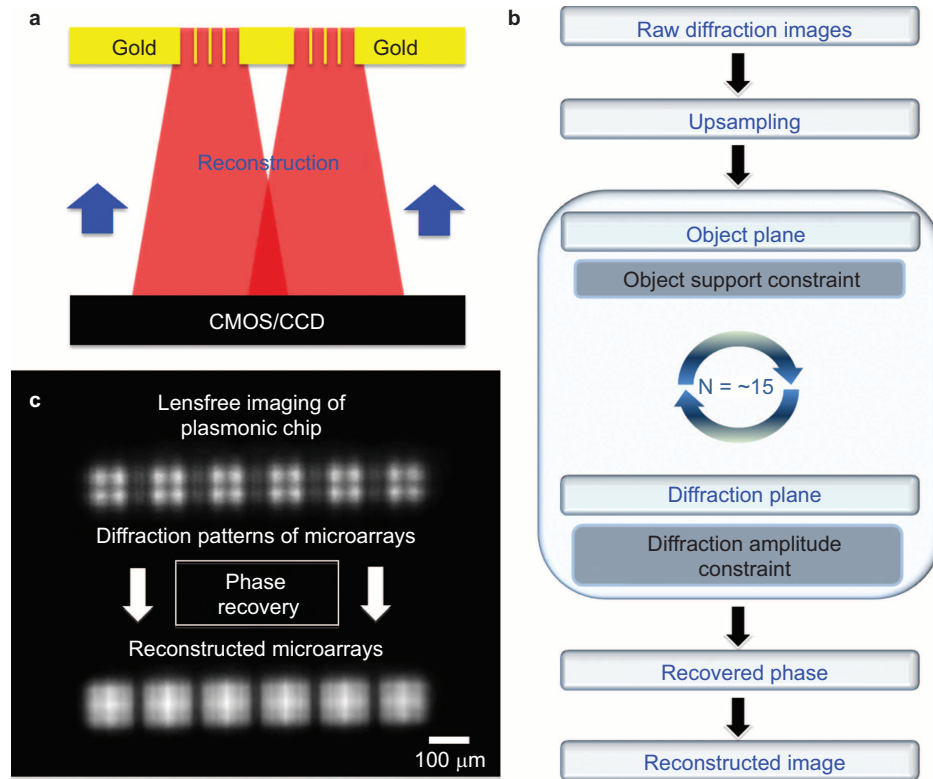 a
Gold
Gold
Reconstruction
CMOS/CCD
b
Raw diffraction images
Upsampling
Object plane
Object support constraint
N = ~15
Diffraction plane
Diffraction amplitude
constraint
Recovered phase
Reconstructed image
c
Lensfree imaging of
plasmonic chip
Diffraction patterns of microarrays
Phase
recovery
Reconstructed microarrays
100 μm